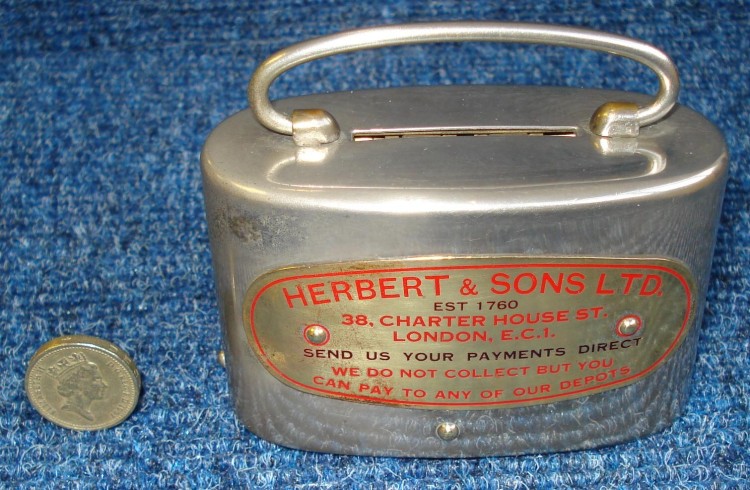 HERBERT & SONS LTD.
EST 1760
38, CHARTER HOUSE ST.
LONDON, E.C.1.
SEND US YOUR PAYMENTS DIRECT
WE DO NOT COLLECT BUT YOU
CAN PAY TO ANY OF OUR DEPOTS